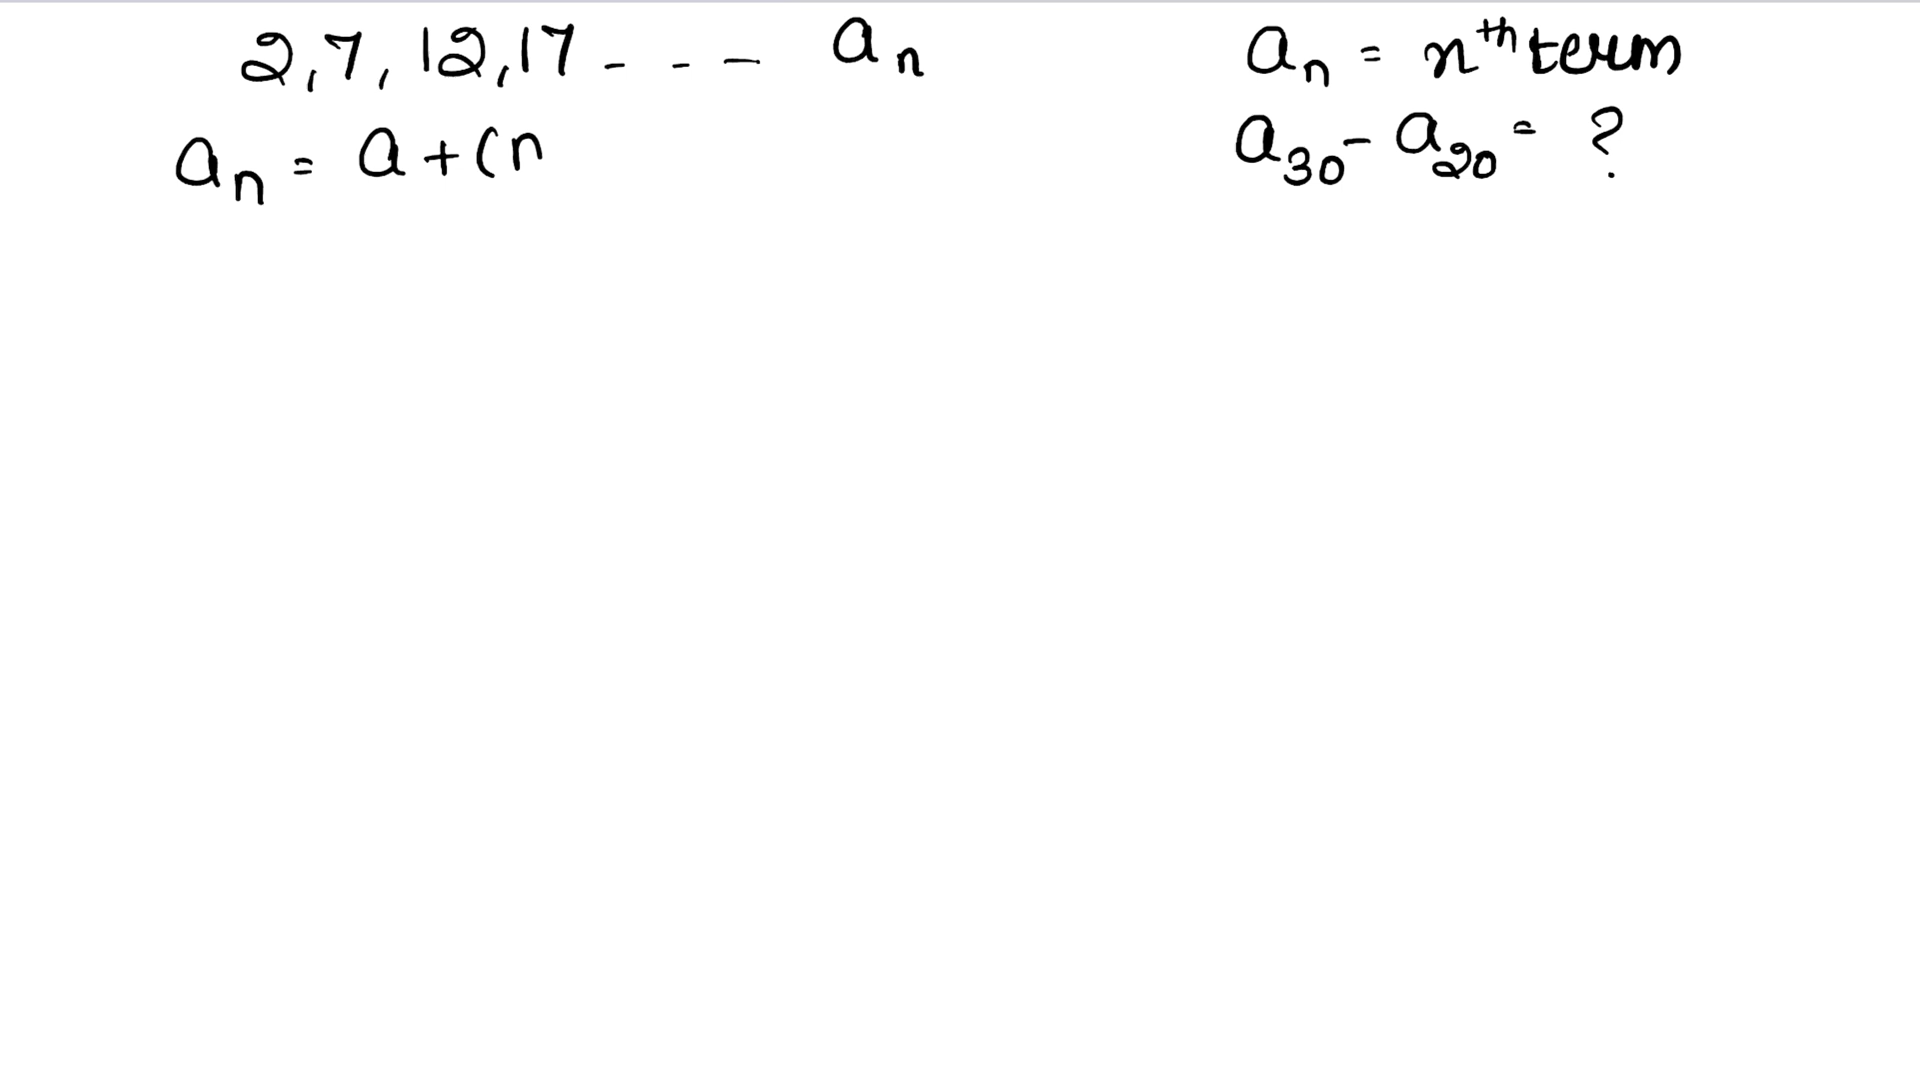 2, 7, 12, 17 - - - aₙ
aₙ = nᵗʰ term
aₙ = a + (n
a₃₀ - a₂₀ = ?